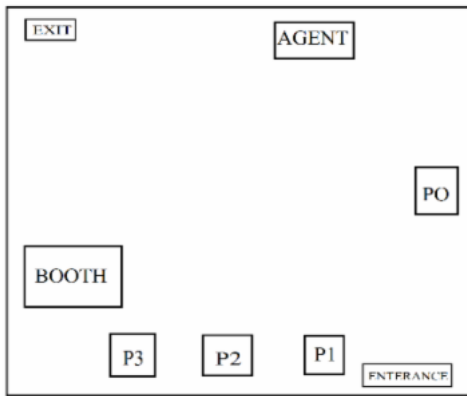 EXIT
AGENT
PO
BOOTH
P3
P2
P1
ENTERANCE